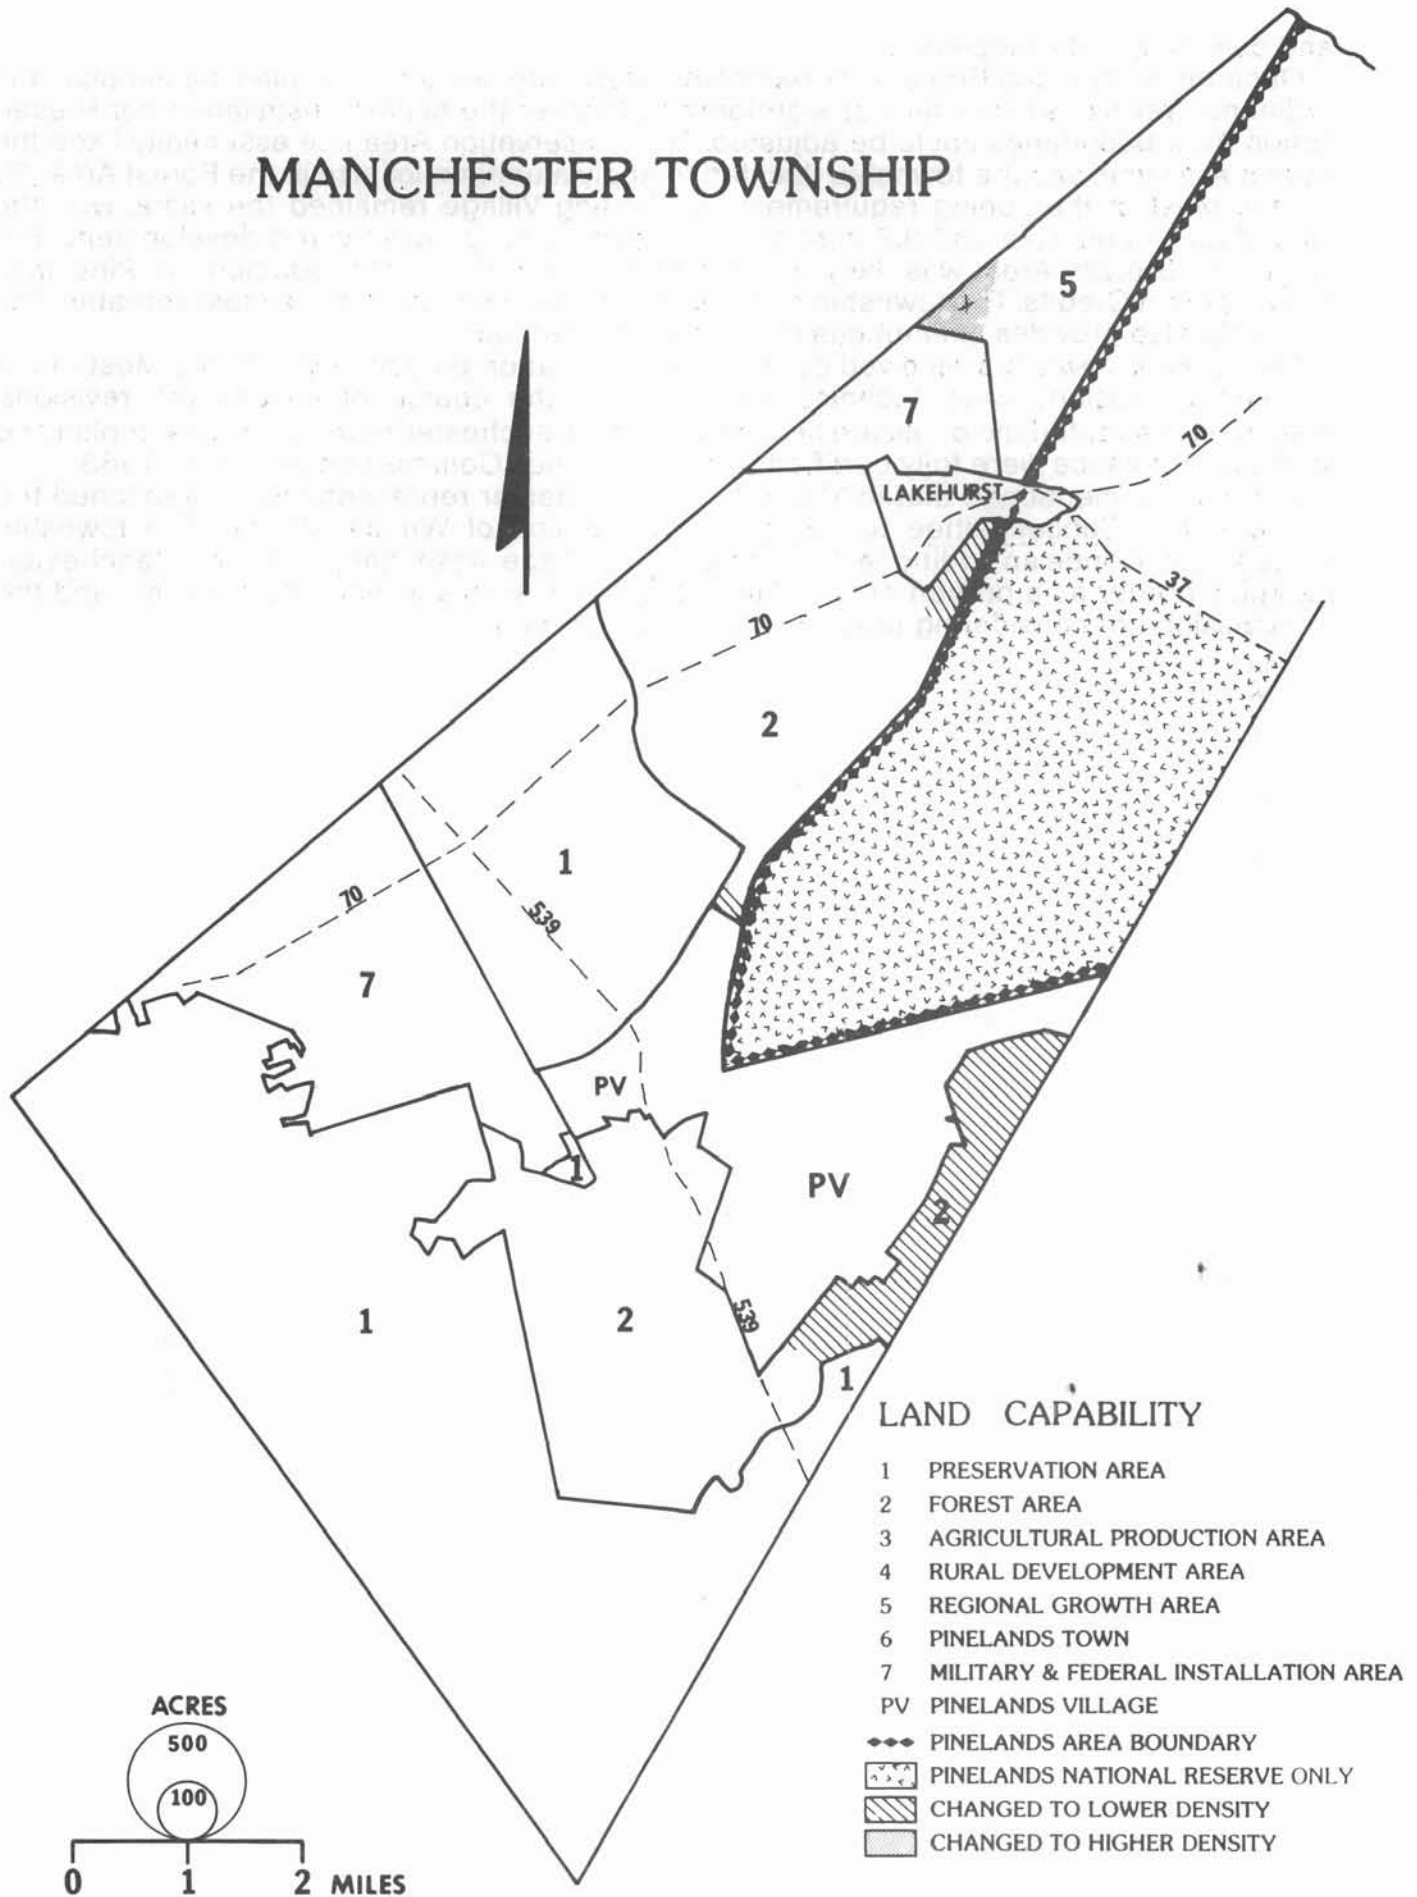 MANCHESTER TOWNSHIP
5
7
70
LAKEHURST
37
70
2
1
70
539
7
PV
1
PV
2
1
2
539
1
LAND CAPABILITY
1 PRESERVATION AREA
2 FOREST AREA
3 AGRICULTURAL PRODUCTION AREA
4 RURAL DEVELOPMENT AREA
5 REGIONAL GROWTH AREA
6 PINELANDS TOWN
7 MILITARY & FEDERAL INSTALLATION AREA
PV PINELANDS VILLAGE
PINELANDS AREA BOUNDARY
PINELANDS NATIONAL RESERVE ONLY
CHANGED TO LOWER DENSITY
CHANGED TO HIGHER DENSITY
ACRES
500
100
0 1 2 MILES